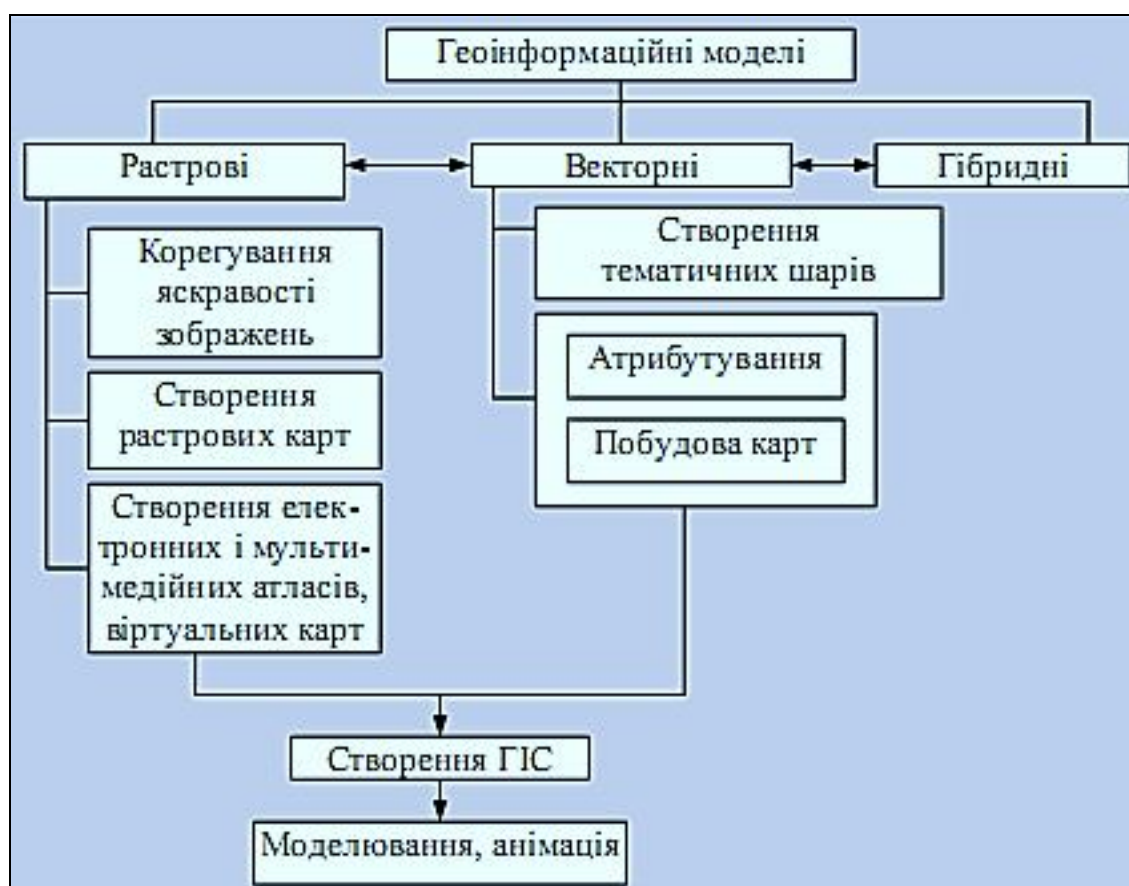 Геоінформаційні моделі
Растрові
Векторні
Гібридні
Корегування
яскравості
зображень
Створення
растрових карт
Створення елек-
тронних і мульти-
медійних атласів,
віртуальних карт
Створення
тематичних шарів
Атрибутування
Побудова карт
Створення ГІС
Моделювання, анімація